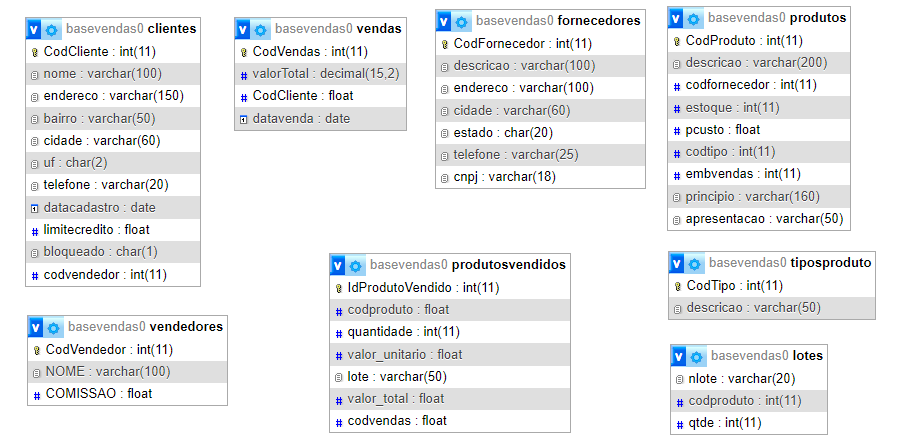 basevendas0 clientes
CodCliente : int(11)
nome : varchar(100)
endereco : varchar(150)
bairro : varchar(50)
cidade : varchar(60)
uf : char(2)
telefone : varchar(20)
datacadastro : date
limitecredito : float
bloqueado : char(1)
codvendedor : int(11)
basevendas0 vendas
CodVendas : int(11)
valorTotal : decimal(15,2)
CodCliente : float
datavenda : date
basevendas0 fornecedores
CodFornecedor : int(11)
descricao : varchar(100)
endereco : varchar(100)
cidade : varchar(60)
estado : char(20)
telefone : varchar(25)
cnpj : varchar(18)
basevendas0 produtos
CodProduto : int(11)
descricao : varchar(200)
codfornecedor : int(11)
estoque : int(11)
pcusto : float
codtipo : int(11)
embvendas : int(11)
principio : varchar(160)
apresentacao : varchar(50)
basevendas0 vendedores
CodVendedor : int(11)
NOME : varchar(100)
COMISSAO : float
basevendas0 produtosvendidos
IdProdutoVendido : int(11)
codproduto : float
quantidade : int(11)
valor_unitario : float
lote : varchar(50)
valor_total : float
codvendas : float
basevendas0 tiposproduto
CodTipo : int(11)
descricao : varchar(50)
basevendas0 lotes
nlote : varchar(20)
codproduto : int(11)
qtde : int(11)